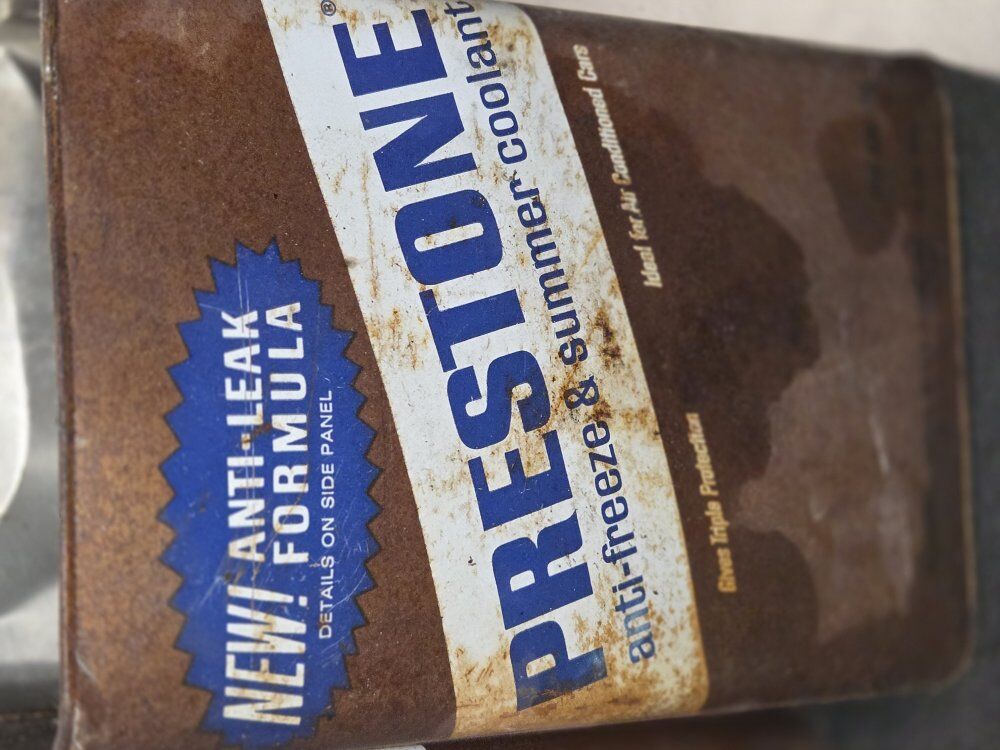 NEW! ANTI-LEAK
FORMULA
DETAILS ON SIDE PANEL
PRESTONE®
anti-freeze & summer coolant
Ideal for Air Conditioned Cars
Gives Triple Protection